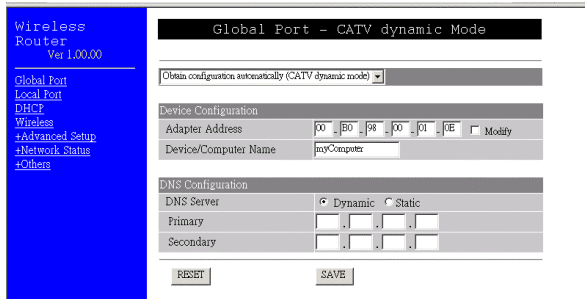 Wireless
Router
Ver 1.00.00
Global Port
Local Port
DHCP
Wireless
+Advanced Setup
+Network Status
+Others
Global Port - CATV dynamic Mode
Obtain configuration automatically (CATV dynamic mode)
Device Configuration
Adapter Address 00 - B0 - 98 - 00 - 01 - 0E Modify
Device/Computer Name myComputer
DNS Configuration
DNS Server Dynamic Static
Primary . . .
Secondary . . .
RESET SAVE